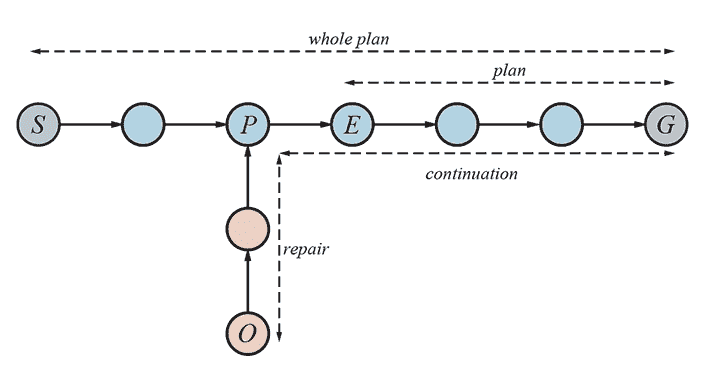 whole plan
plan
S P E G
continuation
repair
O